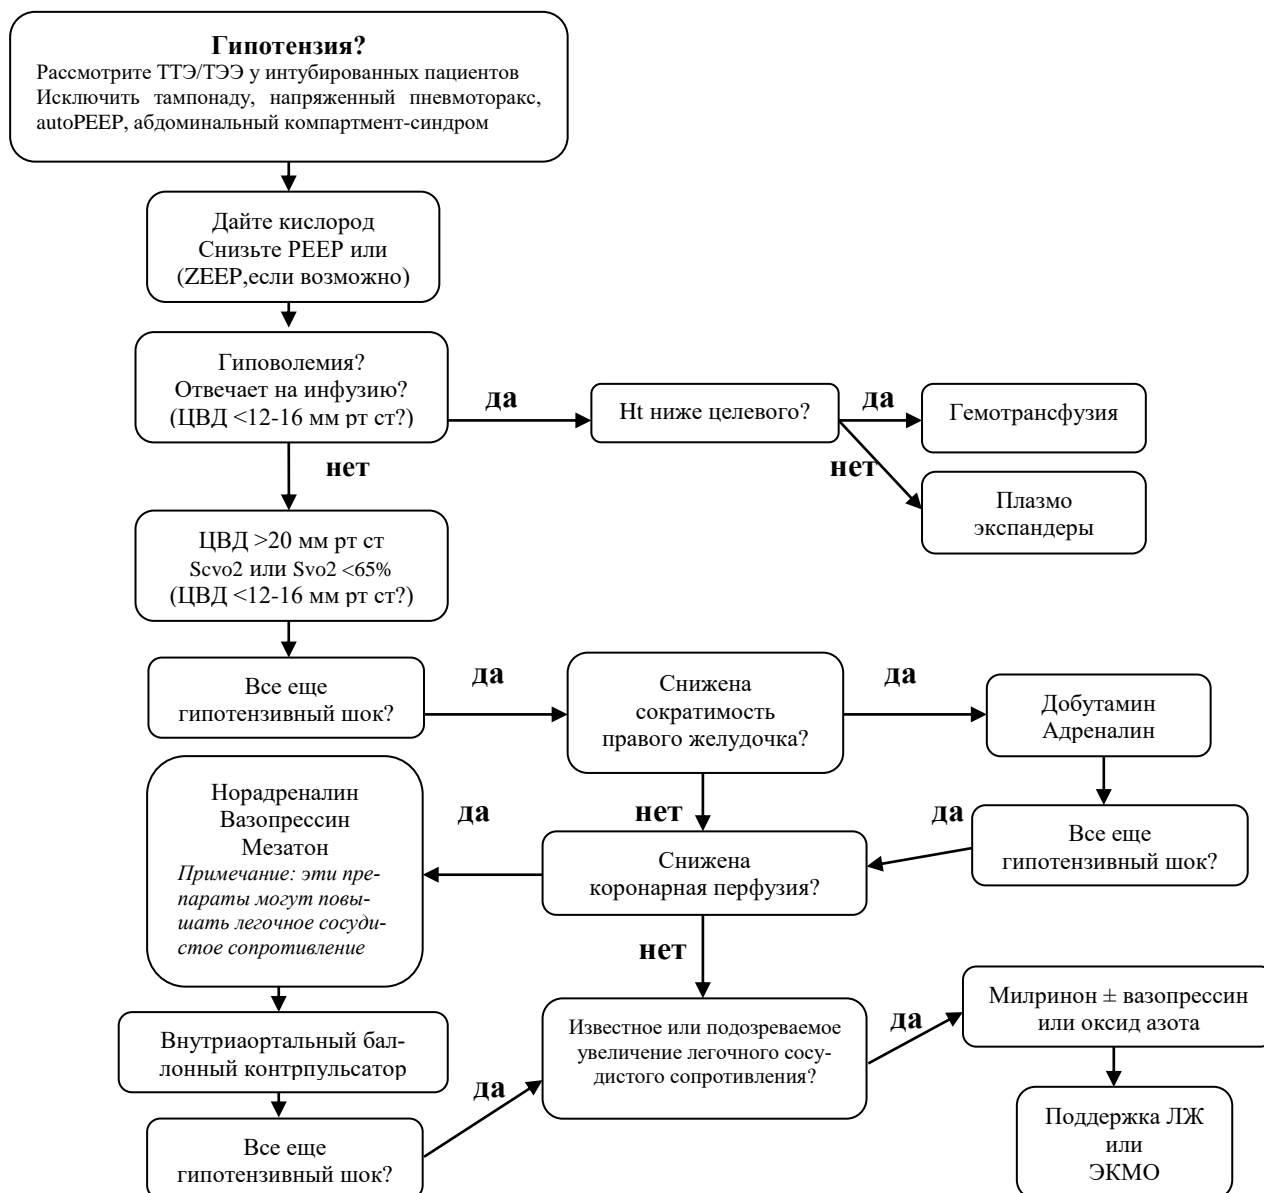 Гипотензия?
Рассмотрите ТТЭ/ТЭЭ у интубированных пациентов
Исключить тампонаду, напряженный пневмоторакс,
autoPEEP, абдоминальный компартмент-синдром
Дайте кислород
Снизьте PEEP или
(ZEEP,если возможно)
Гиповолемия?
Отвечает на инфузию?
(ЦВД <12-16 мм рт ст?)
да
Ht ниже целевого?
да
Гемотрансфузия
нет
нет
Плазмо
экспандеры
ЦВД >20 мм рт ст
Scvo2 или Svo2 <65%
(ЦВД <12-16 мм рт ст?)
Все еще
гипотензивный шок?
да
Снижена
сократимость
правого желудочка?
да
Добутамин
Адреналин
Норадреналин
Вазопрессин
Мезатон
Примечание: эти пре-
параты могут повы-
шать легочное сосуди-
стое сопротивление
да
нет
Снижена
коронарная перфузия?
да
Все еще
гипотензивный шок?
нет
Внутриаортальный бал-
лонный контрпульсатор
Все еще
гипотензивный шок?
да
Известное или подозреваемое
увеличение легочного сосу-
дистого сопротивления?
да
Милринон ± вазопрессин
или оксид азота
Поддержка ЛЖ
или
ЭКМО